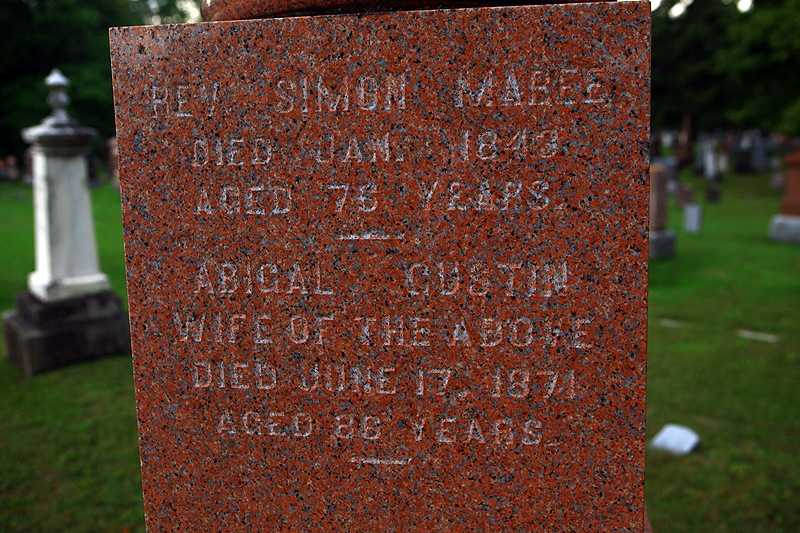 REV SIMON MABEE
DIED JAN. 1843
AGED 76 YEARS.
ABIGAL GUSTIN
WIFE OF THE ABOVE
DIED JUNE 17, 1871
AGED 86 YEARS.